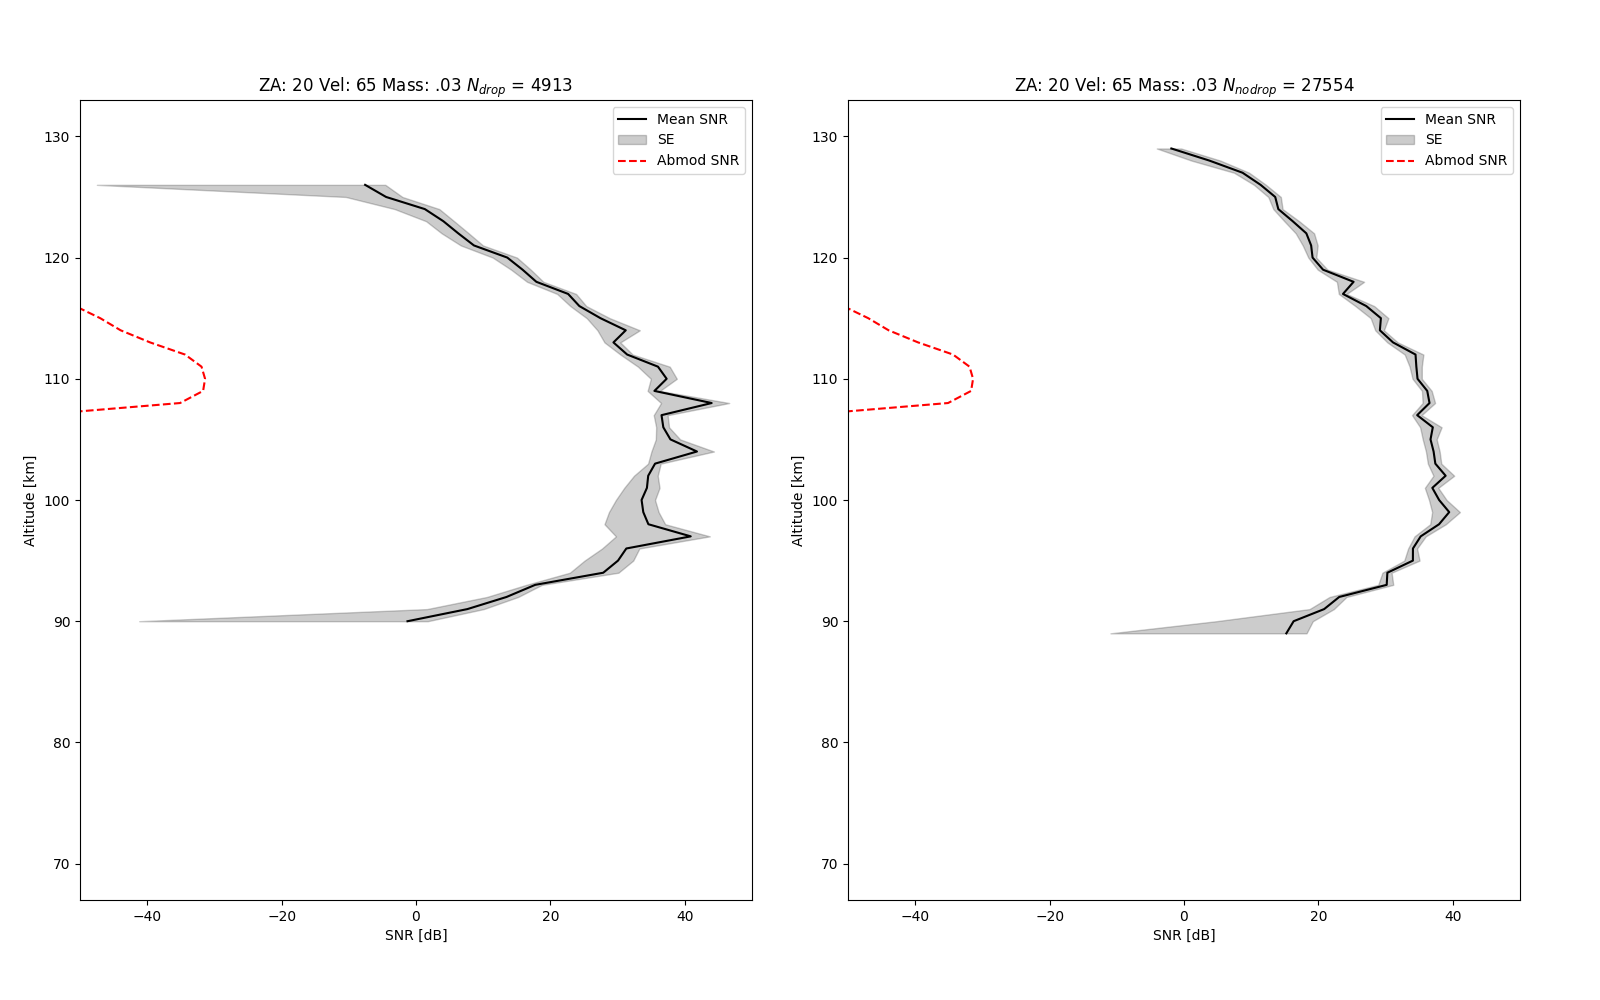 ZA: 20 Vel: 65 Mass: .03 N_drop = 4913
Mean SNR
SE
Abmod SNR
130
120
110
100
90
80
70
Altitude [km]
−40
−20
0
20
40
SNR [dB]
ZA: 20 Vel: 65 Mass: .03 N_nodrop = 27554
Mean SNR
SE
Abmod SNR
130
120
110
100
90
80
70
Altitude [km]
−40
−20
0
20
40
SNR [dB]